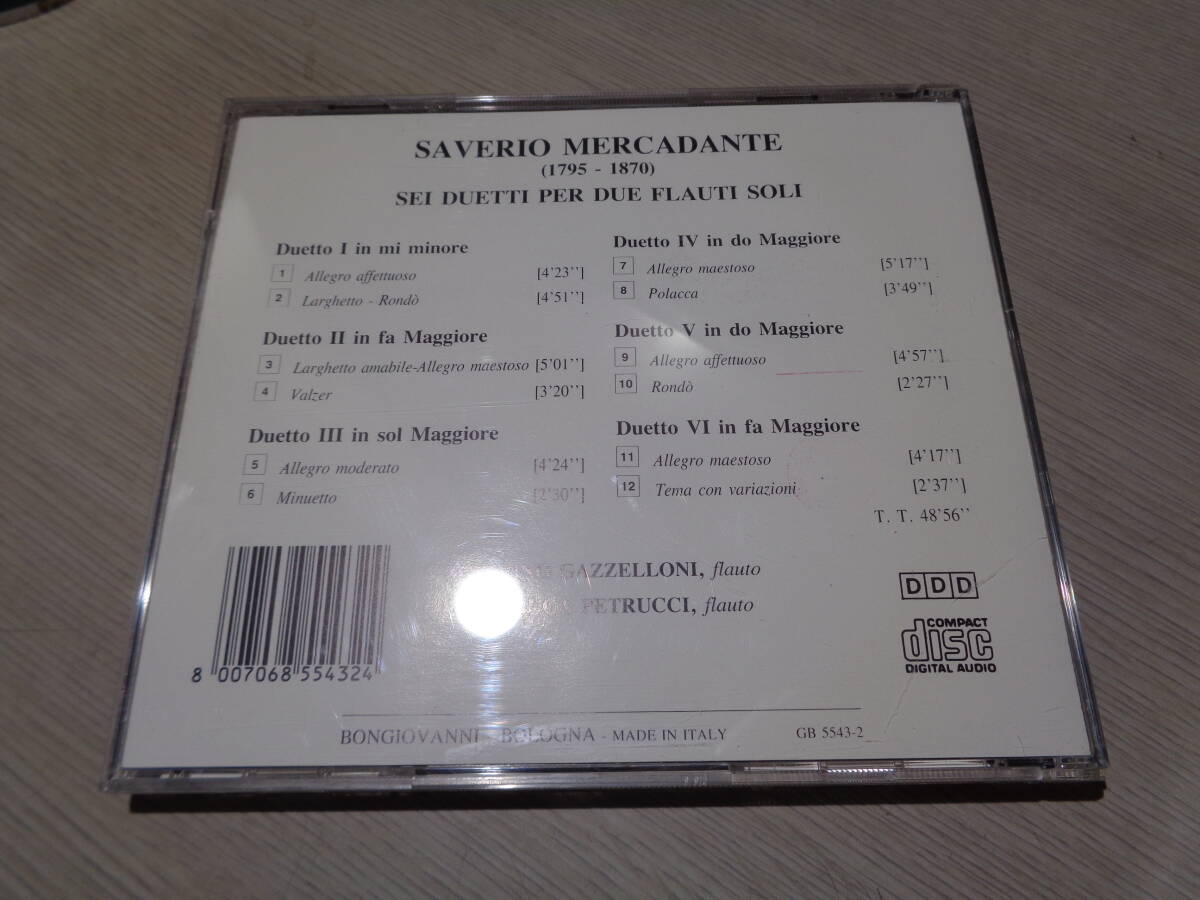 SAVERIO MERCADANTE
(1795 - 1870)
SEI DUETTI PER DUE FLAUTI SOLI
Duetto I in mi minore
1 Allegro affettuoso [4'23'']
2 Larghetto - Rondò [4'51'']
Duetto II in fa Maggiore
3 Larghetto amabile-Allegro maestoso [5'01'']
4 Valzer [3'20'']
Duetto III in sol Maggiore
5 Allegro moderato [4'24'']
6 Minuetto [2'30'']
Duetto IV in do Maggiore
7 Allegro maestoso [5'17'']
8 Polacca [3'49'']
Duetto V in do Maggiore
9 Allegro affettuoso [4'57'']
10 Rondò [2'27'']
Duetto VI in fa Maggiore
11 Allegro maestoso [4'17'']
12 Tema con variazioni [2'37'']
T. T. 48'56''
GAZZELLONI, flauto
PETRUCCI, flauto
DDD
COMPACT
disc
DIGITAL AUDIO
8 007068 554324
BONGIOVANNI - BOLOGNA - MADE IN ITALY GB 5543-2